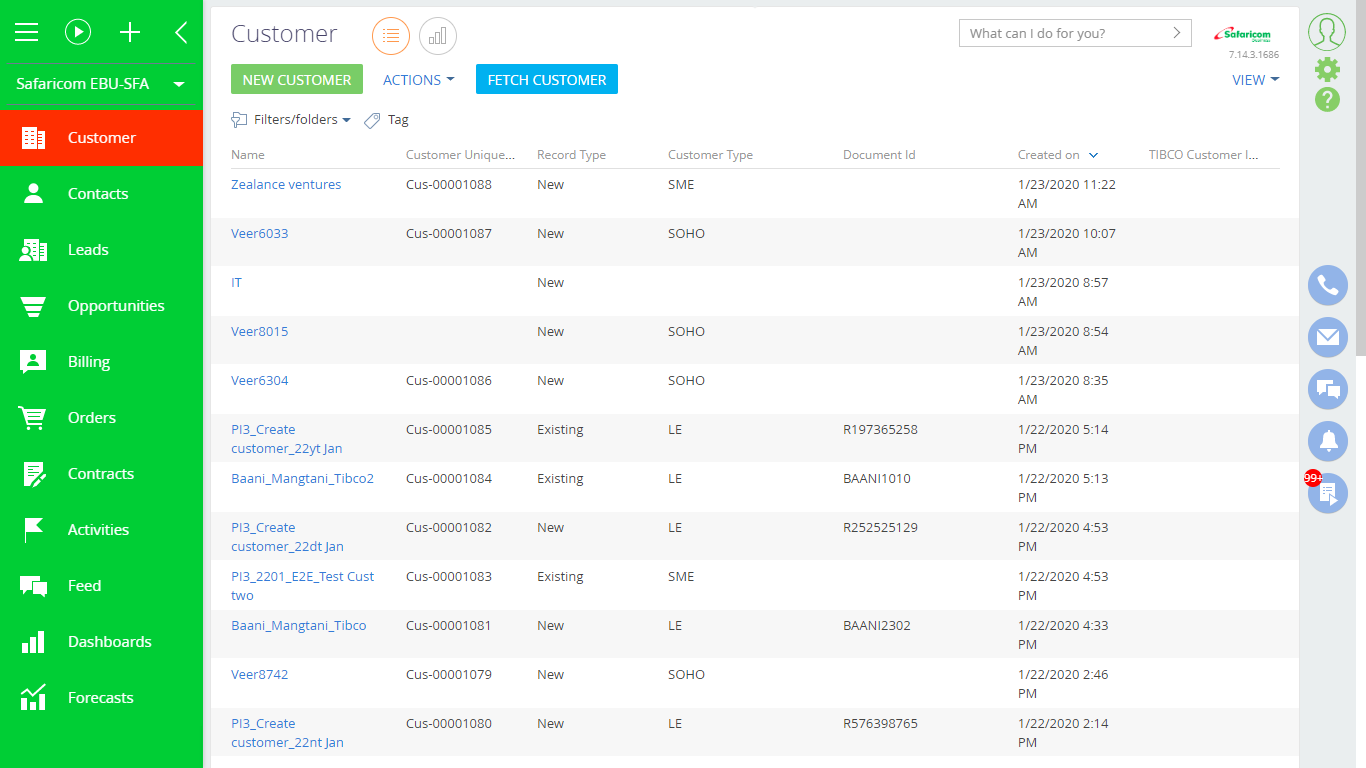 Customer
What can I do for you?
Safaricom
7.14.3.1686
Safaricom EBU-SFA
NEW CUSTOMER ACTIONS FETCH CUSTOMER VIEW
Filters/folders Tag
Customer
Contacts
Leads
Opportunities
Billing
Orders
Contracts
Activities
Feed
Dashboards
Forecasts
Name Customer Unique... Record Type Customer Type Document Id Created on TIBCO Customer I...
Zealance ventures Cus-00001088 New SME 1/23/2020 11:22
AM
Veer6033 Cus-00001087 New SOHO 1/23/2020 10:07
AM
IT New 1/23/2020 8:57
AM
Veer8015 New SOHO 1/23/2020 8:54
AM
Veer6304 Cus-00001086 New SOHO 1/23/2020 8:35
AM
PI3_Create Cus-00001085 Existing LE R197365258 1/22/2020 5:14
customer_22yt Jan PM
Baani_Mangtani_Tibco2 Cus-00001084 Existing LE BAANI1010 1/22/2020 5:13
PM
PI3_Create Cus-00001082 New LE R252525129 1/22/2020 4:53
customer_22dt Jan PM
PI3_2201_E2E_Test Cust Cus-00001083 Existing SME 1/22/2020 4:53
two PM
Baani_Mangtani_Tibco Cus-00001081 New LE BAANI2302 1/22/2020 4:33
PM
Veer8742 Cus-00001079 New SOHO 1/22/2020 2:46
PM
PI3_Create Cus-00001080 New LE R576398765 1/22/2020 2:14
customer_22nt Jan PM
99+